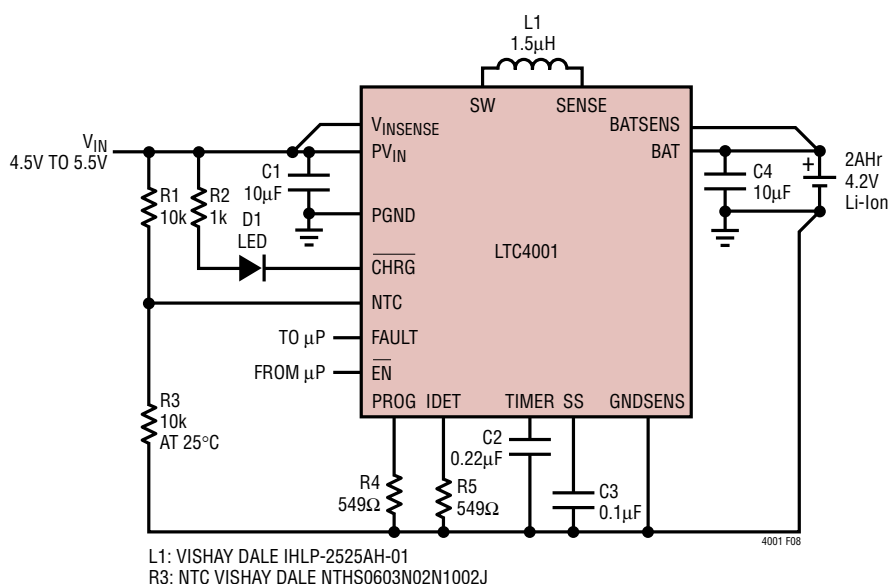 L1
1.5μH
SW
SENSE
V_INSENSE
BATSENS
V_IN
4.5V TO 5.5V
PV_IN
BAT
C1
10μF
C4
10μF
+
2AHr
4.2V
Li-Ion
R1
10k
R2
1k
PGND
D1
LED
LTC4001
CHRG
NTC
TO μP
FAULT
FROM μP
EN
R3
10k
AT 25°C
PROG
IDET
TIMER
SS
GNDSENS
C2
0.22μF
R4
549Ω
R5
549Ω
C3
0.1μF
4001 F08
L1: VISHAY DALE IHLP-2525AH-01
R3: NTC VISHAY DALE NTHS0603N02N1002J